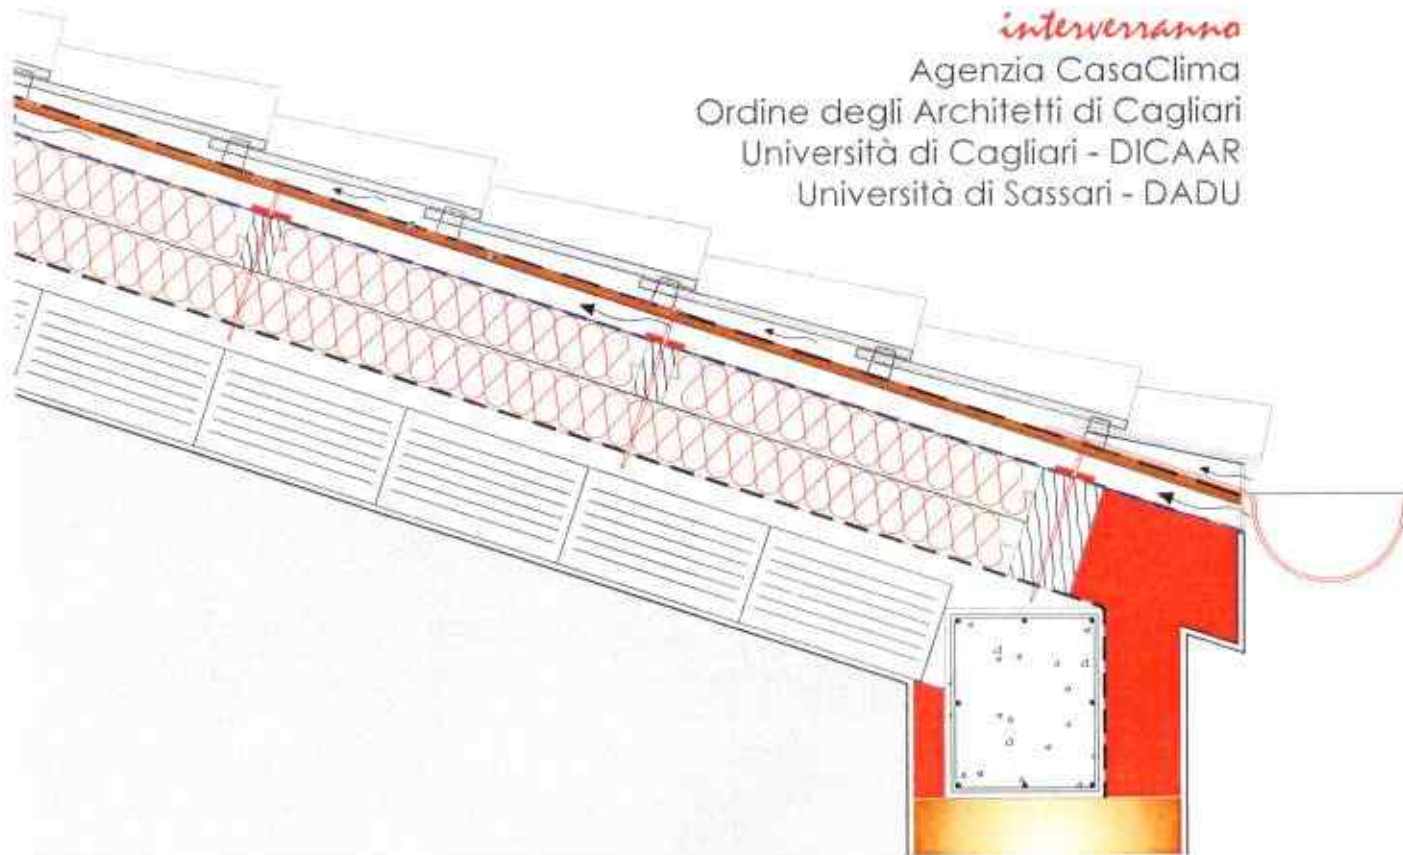 interverranno
Agenzia CasaClima
Ordine degli Architetti di Cagliari
Università di Cagliari - DICAAR
Università di Sassari - DADU